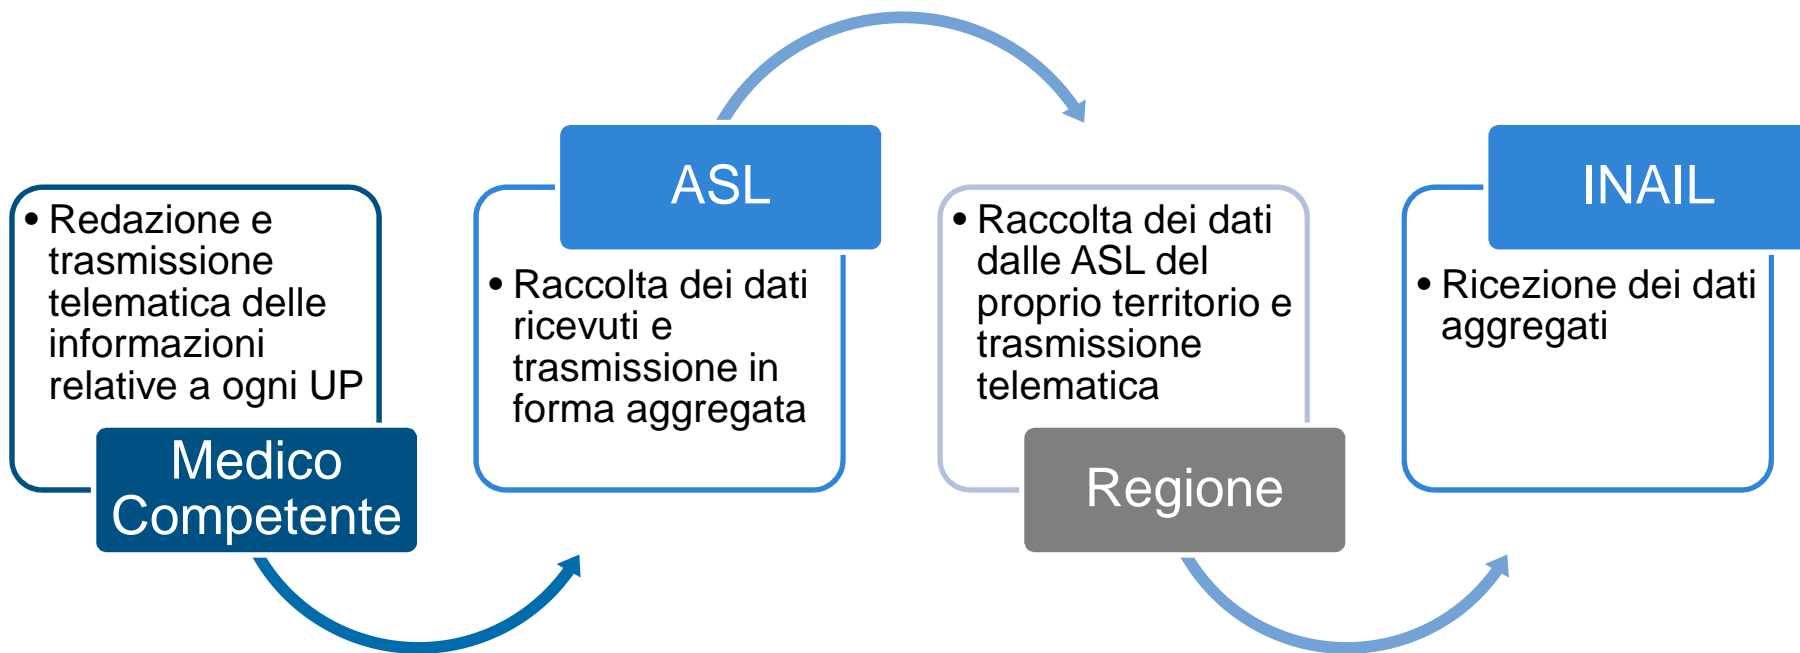 • Redazione e
trasmissione
telematica delle
informazioni
relative a ogni UP
Medico
Competente
ASL
• Raccolta dei dati
ricevuti e
trasmissione in
forma aggregata
• Raccolta dei dati
dalle ASL del
proprio territorio e
trasmissione
telematica
Regione
INAIL
• Ricezione dei dati
aggregati